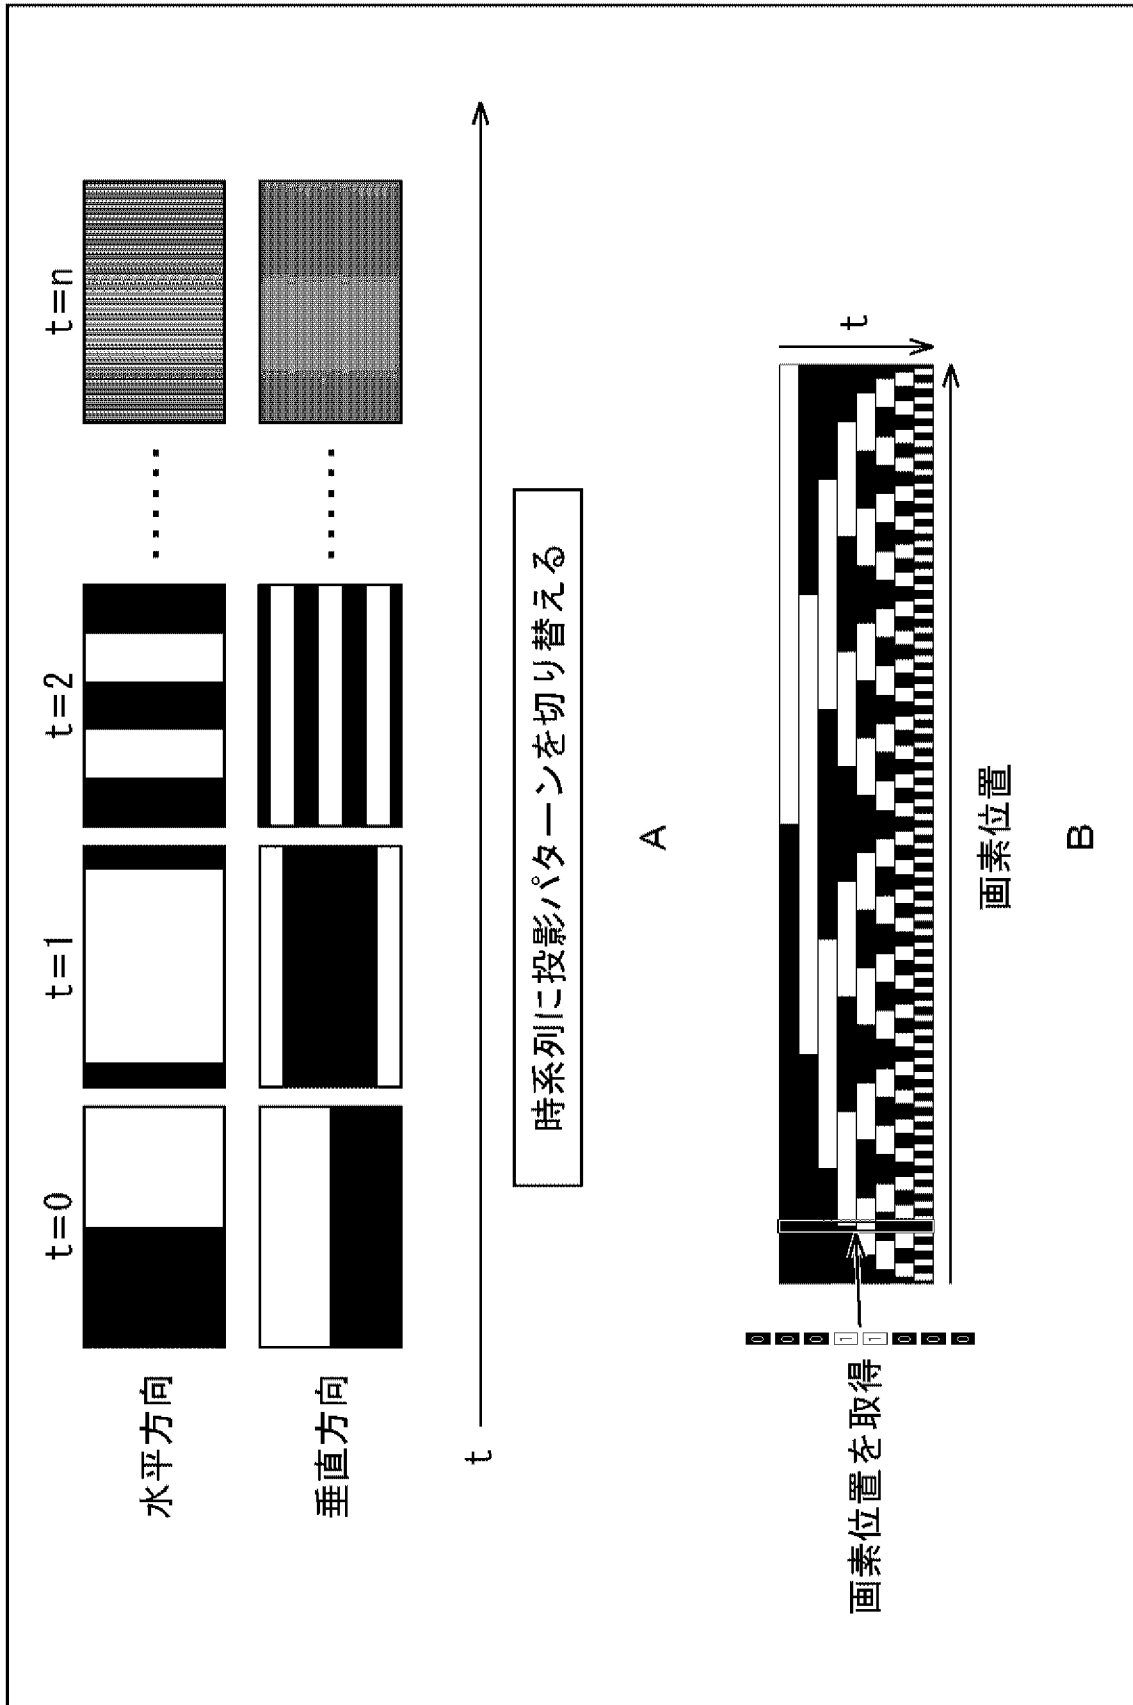 t=0 t=1 t=2 t=n
水平方向 ......
垂直方向 ......
t
時系列に投影パターンを切り替える
A
0 0 0 1 1 0 0 0
画素位置を取得
t
画素位置
B